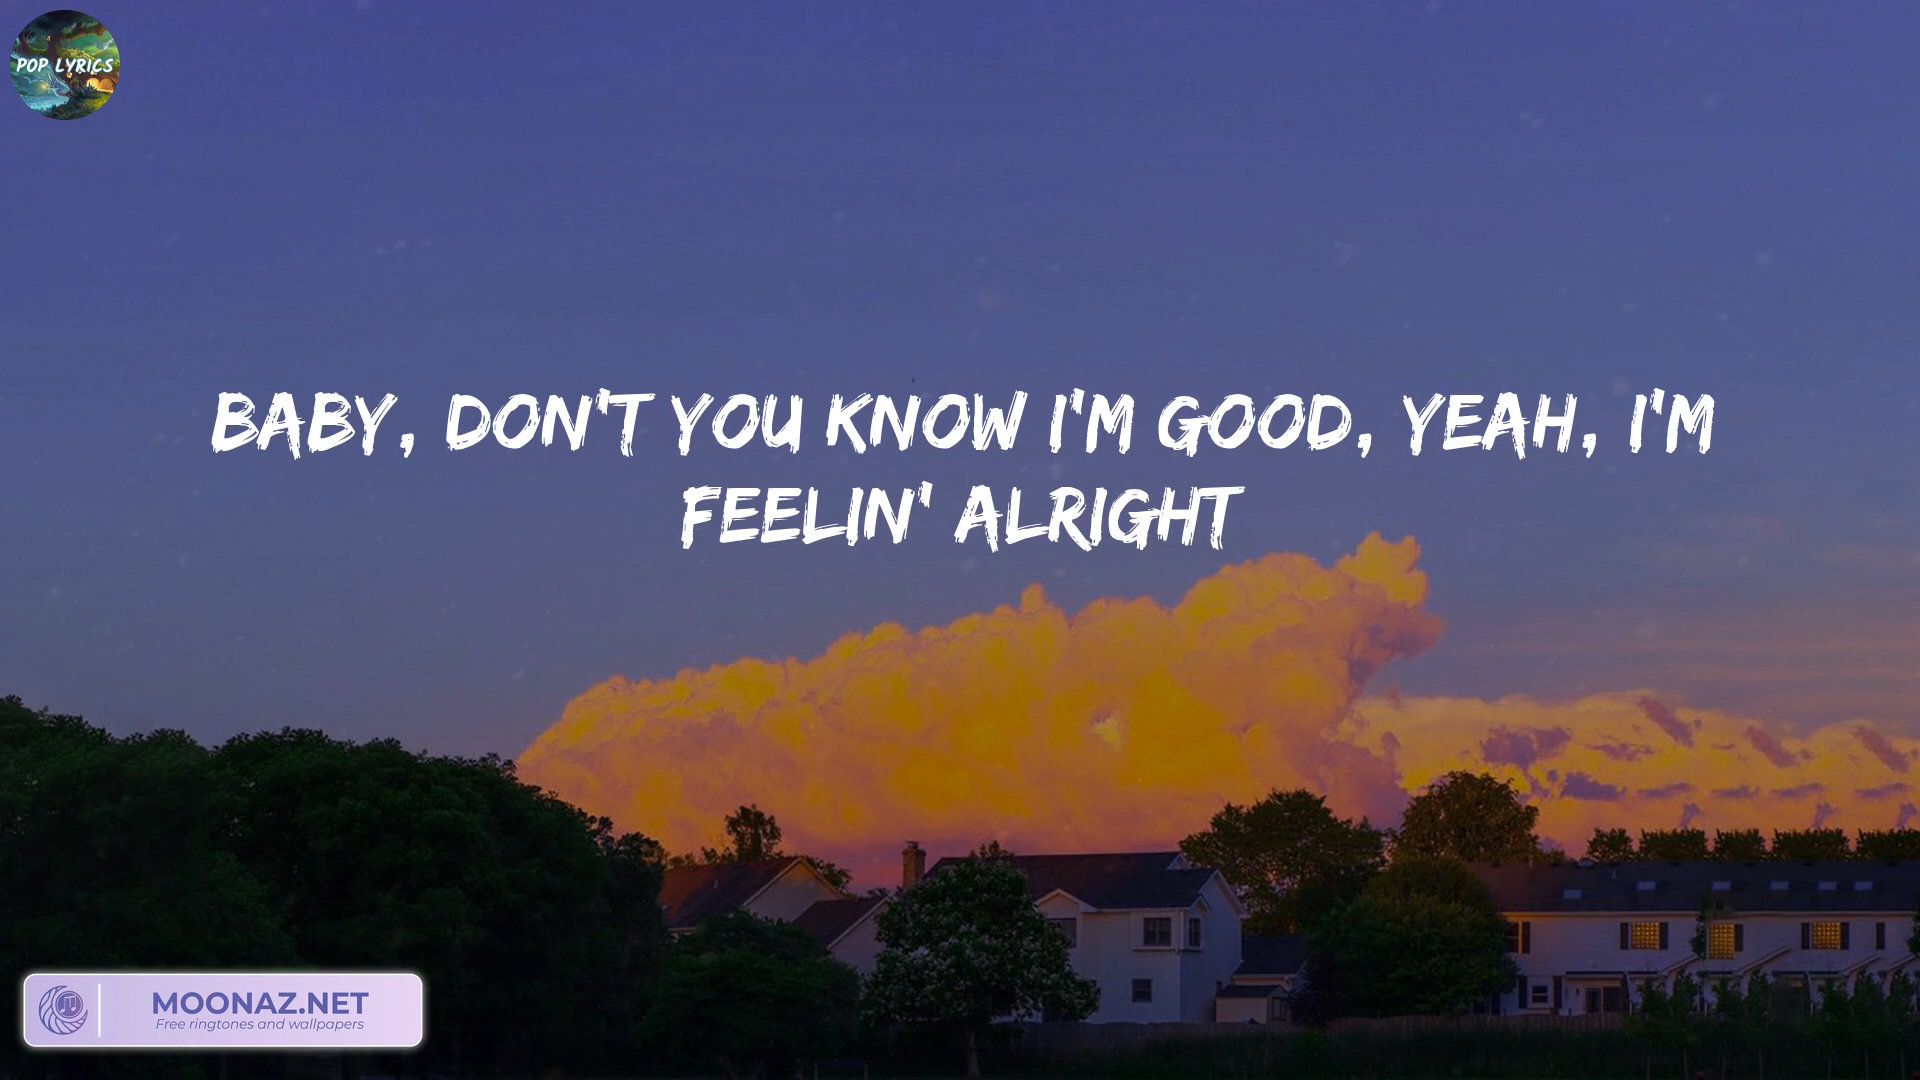 POP LYRICS
BABY, DON'T YOU KNOW I'M GOOD, YEAH, I'M
FEELIN' ALRIGHT
MOONAZ.NET
Free ringtones and wallpapers